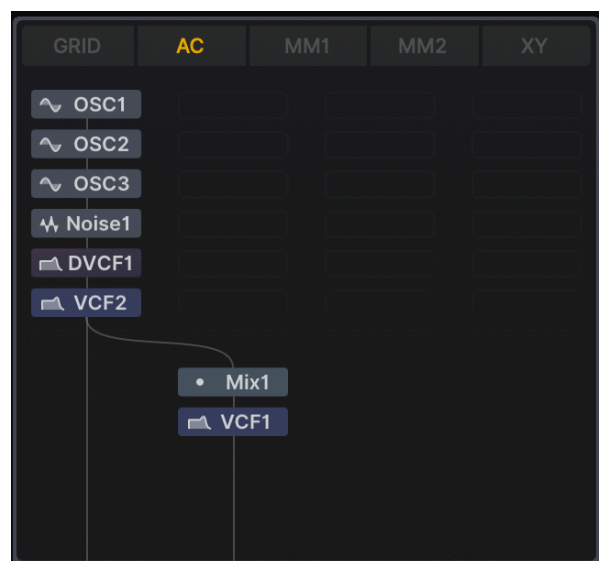 GRID AC MM1 MM2 XY
OSC1
OSC2
OSC3
Noise1
DVCF1
VCF2
Mix1
VCF1